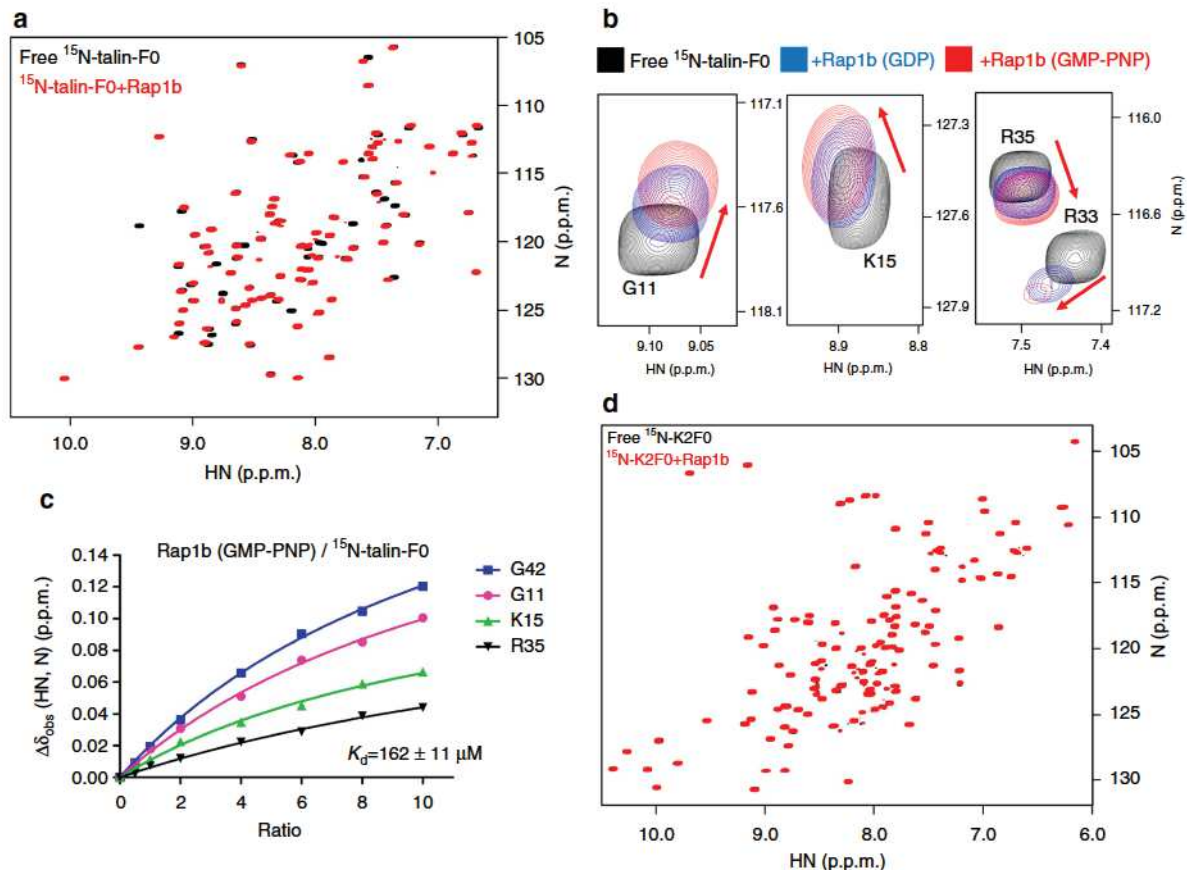 a
Free ¹⁵N-talin-F0
¹⁵N-talin-F0+Rap1b
105
110
115
120
125
130
N (p.p.m.)
10.0 9.0 8.0 7.0
HN (p.p.m.)
b
Free ¹⁵N-talin-F0 +Rap1b (GDP) +Rap1b (GMP-PNP)
G11
117.1
117.6
118.1
9.10 9.05
HN (p.p.m.)
K15
127.3
127.6
127.9
8.9 8.8
HN (p.p.m.)
R35
R33
116.0
116.6
117.2
N (p.p.m.)
7.5 7.4
HN (p.p.m.)
c
Rap1b (GMP-PNP) / ¹⁵N-talin-F0
Δδobs (HN, N) (p.p.m.)
0.14
0.12
0.10
0.08
0.06
0.04
0.02
0.00
0 2 4 6 8 10
Ratio
G42
G11
K15
R35
Kd=162 ± 11 μM
d
Free ¹⁵N-K2F0
¹⁵N-K2F0+Rap1b
105
110
115
120
125
130
N (p.p.m.)
10.0 9.0 8.0 7.0 6.0
HN (p.p.m.)